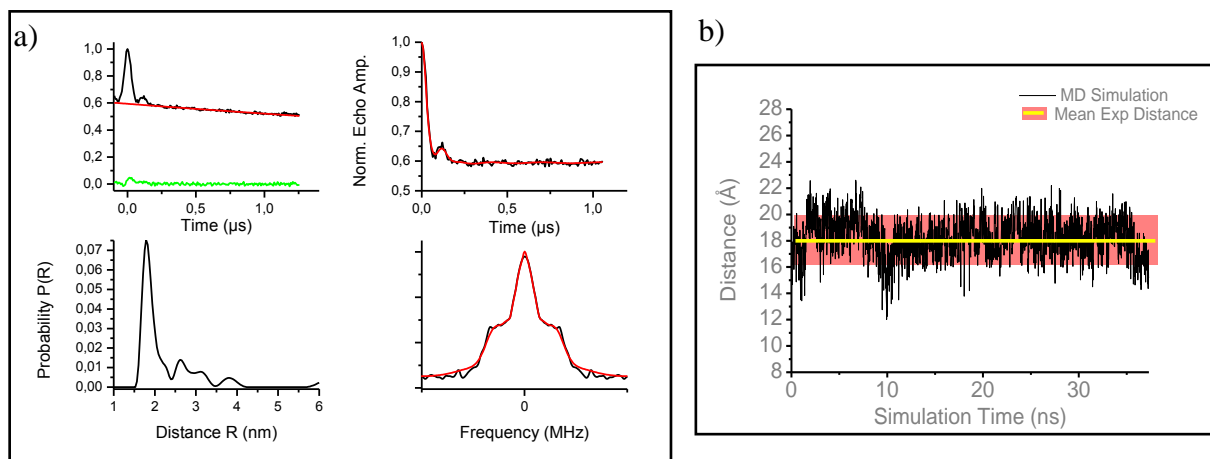 a)
1,0
0,8
0,6
0,4
0,2
0,0
0,0 0,5 1,0
Time (µs)
Norm. Echo Amp.
1,0
0,9
0,8
0,7
0,6
0,5
0,0 0,5 1,0
Time (µs)
Probability P(R)
0,07
0,06
0,05
0,04
0,03
0,02
0,01
0,00
1 2 3 4 5 6
Distance R (nm)
0
Frequency (MHz)
b)
MD Simulation
Mean Exp Distance
Distance (Å)
28
26
24
22
20
18
16
14
12
10
8
0 10 20 30
Simulation Time (ns)